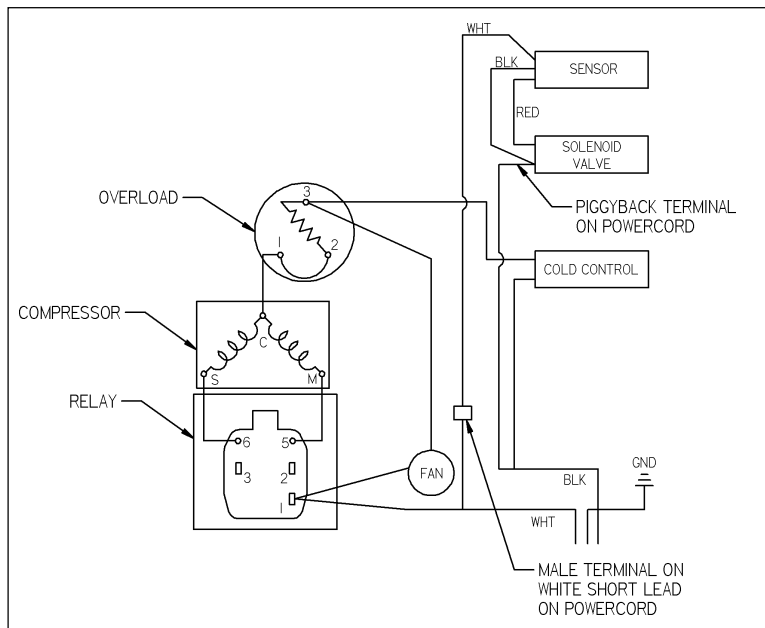 WHT
SENSOR
BLK
RED
SOLENOID
VALVE
OVERLOAD
3
PIGGYBACK TERMINAL
ON POWERCORD
1
2
COLD CONTROL
COMPRESSOR
C
S
M
RELAY
6
5
3
2
1
FAN
GND
BLK
WHT
MALE TERMINAL ON
WHITE SHORT LEAD
ON POWERCORD